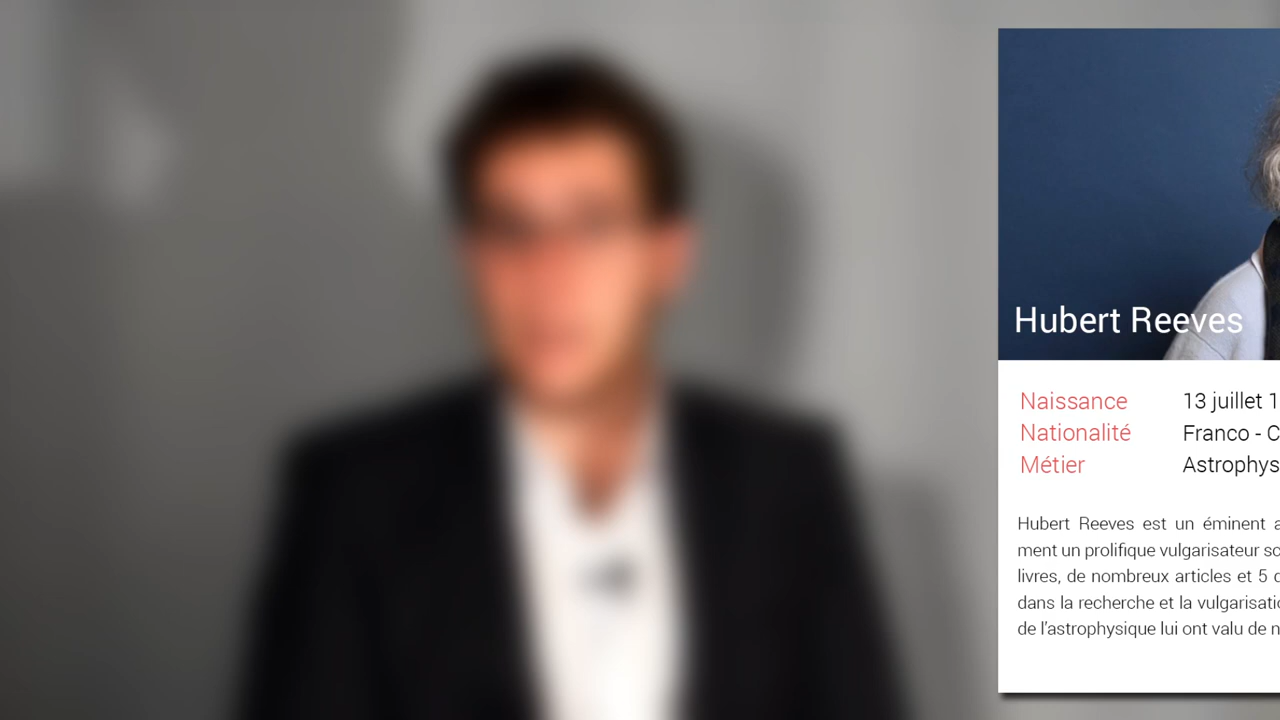 Hubert Reeves
Naissance 13 juillet 1
Nationalité Franco - C
Métier Astrophys
Hubert Reeves est un éminent a
ment un prolifique vulgarisateur sc
livres, de nombreux articles et 5 d
dans la recherche et la vulgarisatio
de l'astrophysique lui ont valu de n